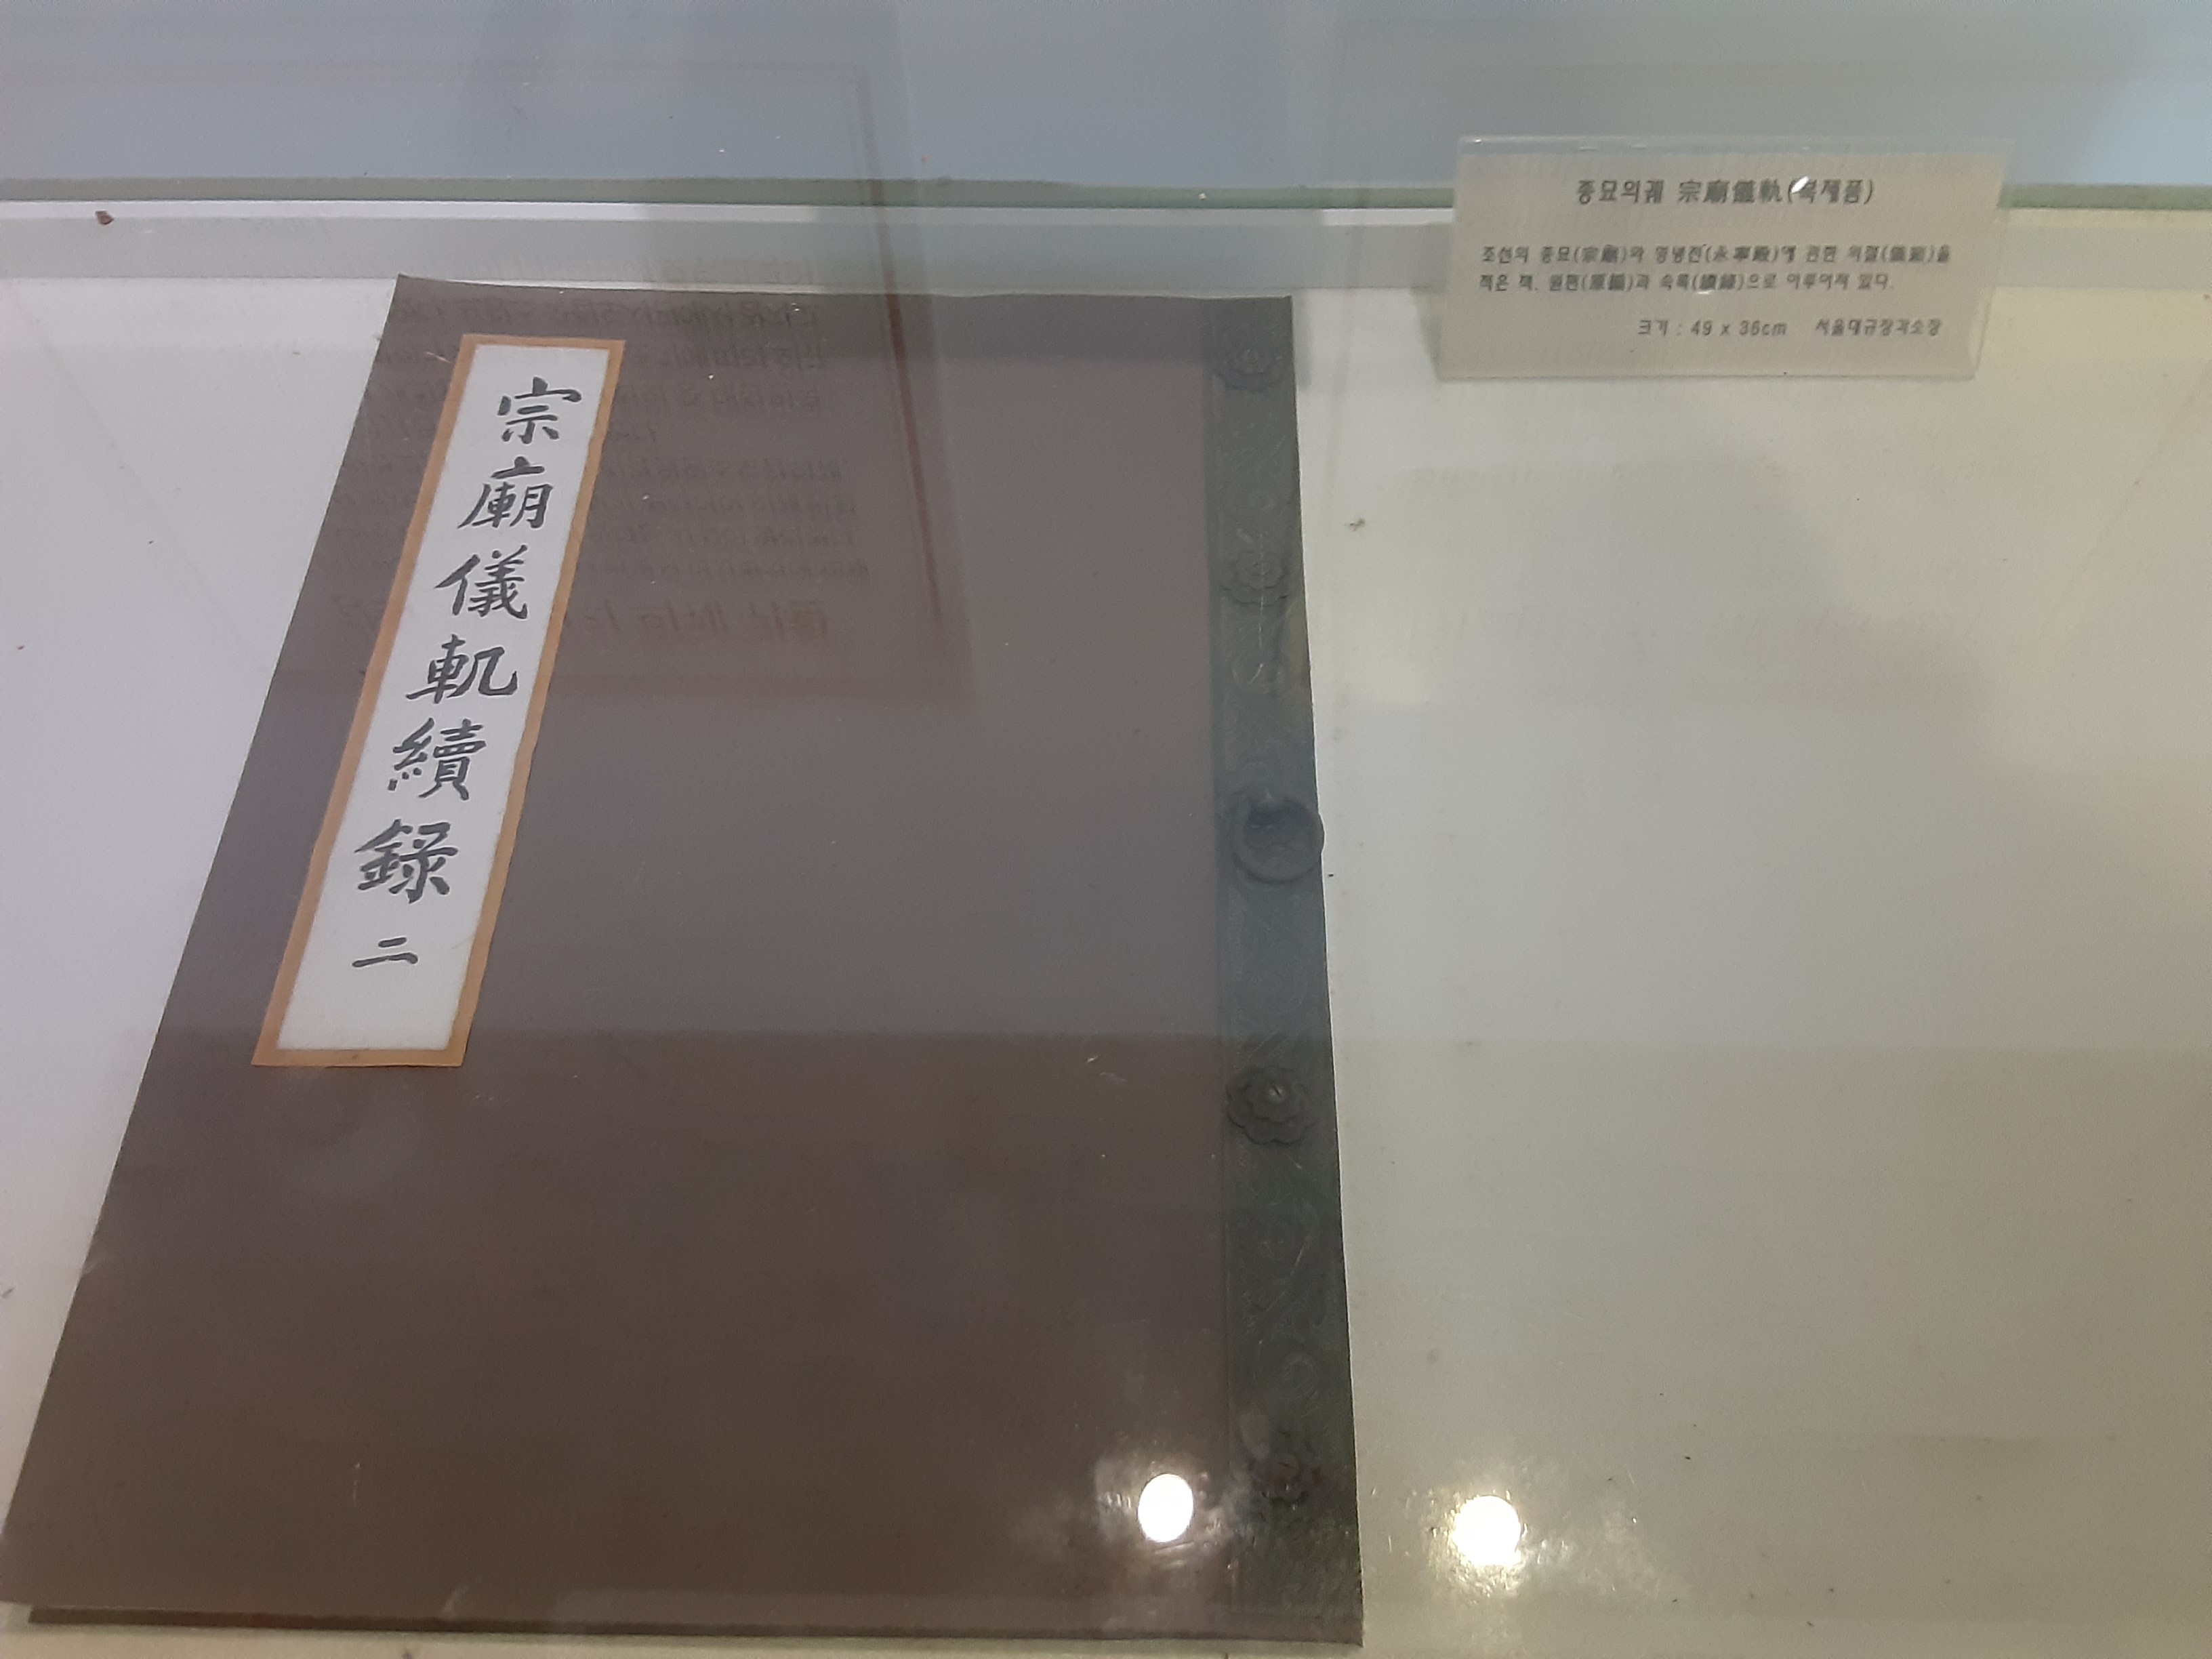 宗廟儀軌續錄 二
종묘의궤 宗廟儀軌(복제품)
조선의 종묘(宗廟)와 영녕전(永寧殿)에 관한 의절(儀節)을
적은 책. 원편(原編)과 속록(續錄)으로 이루어져 있다.
크기 : 49 x 36cm 서울대규장각소장